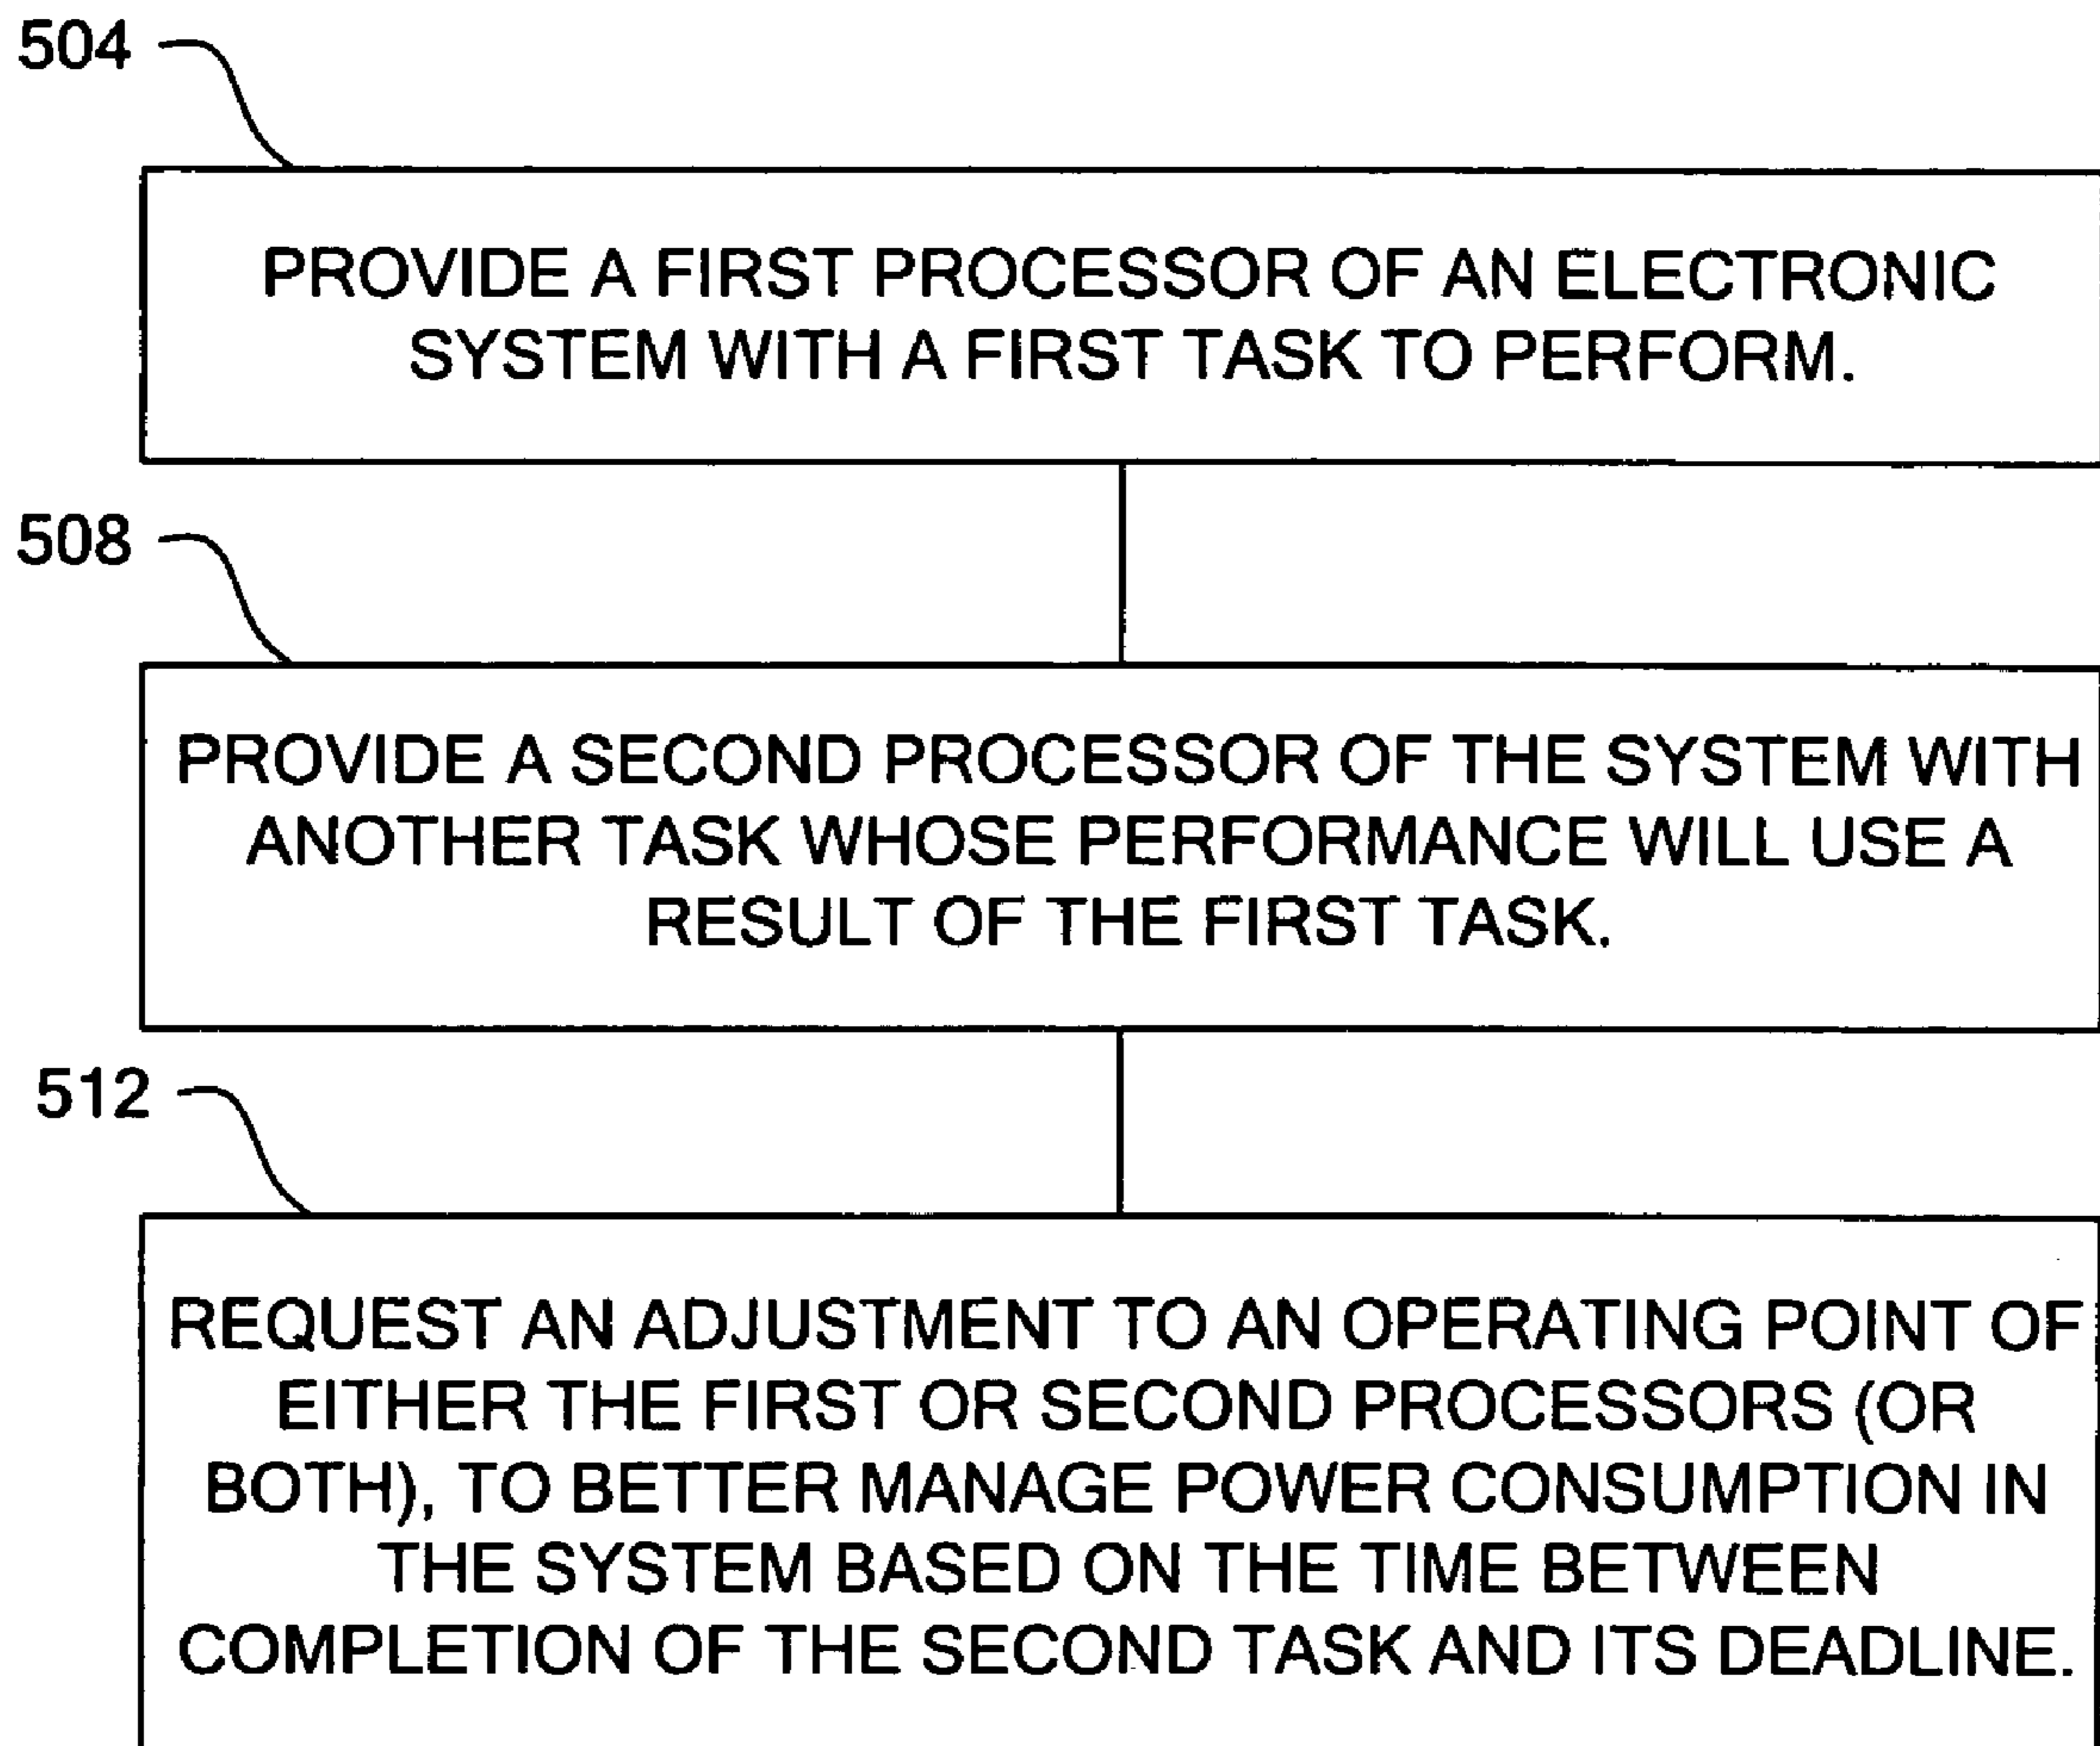 504
PROVIDE A FIRST PROCESSOR OF AN ELECTRONIC
SYSTEM WITH A FIRST TASK TO PERFORM.
508
PROVIDE A SECOND PROCESSOR OF THE SYSTEM WITH
ANOTHER TASK WHOSE PERFORMANCE WILL USE A
RESULT OF THE FIRST TASK.
512
REQUEST AN ADJUSTMENT TO AN OPERATING POINT OF
EITHER THE FIRST OR SECOND PROCESSORS (OR
BOTH), TO BETTER MANAGE POWER CONSUMPTION IN
THE SYSTEM BASED ON THE TIME BETWEEN
COMPLETION OF THE SECOND TASK AND ITS DEADLINE.